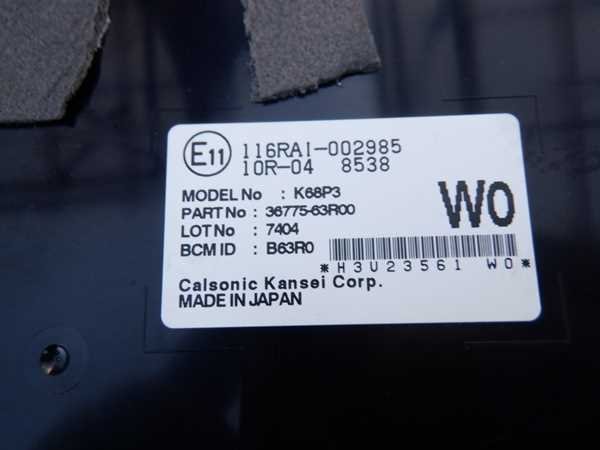 E11 116RA1-002985
10R-04 8538
MODEL No : K68P3
PART No : 36775-63R00
LOT No : 7404
BCM ID : B63R0
W0
*H3U23561 W0*
Calsonic Kansei Corp.
MADE IN JAPAN